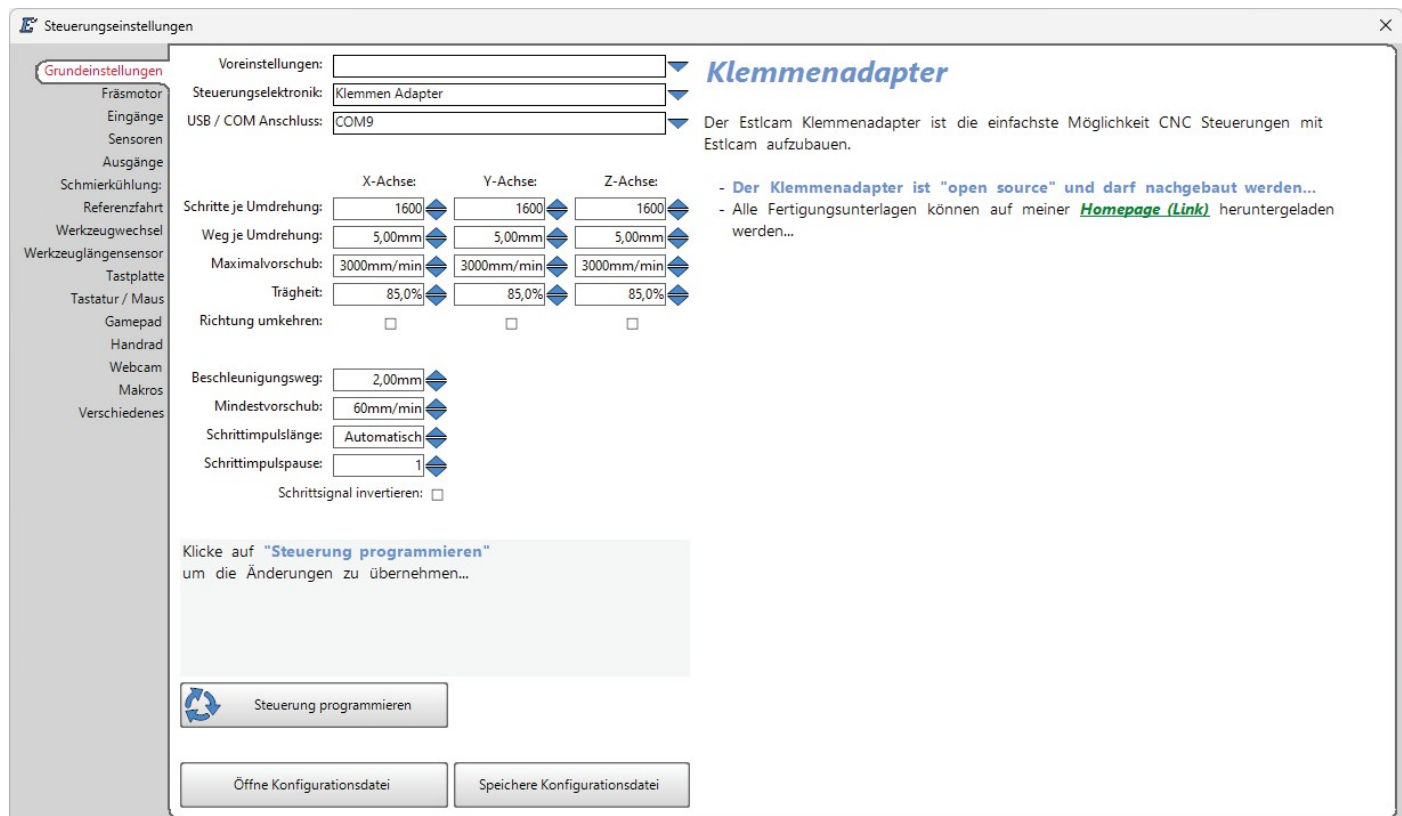 Steuerungseinstellungen
Grundeinstellungen
Fräsmotor
Eingänge
Sensoren
Ausgänge
Schmierkühlung:
Referenzfahrt
Werkzeugwechsel
Werkzeuglängensensor
Tastplatte
Tastatur / Maus
Gamepad
Handrad
Webcam
Makros
Verschiedenes
Voreinstellungen:
Steuerungselektronik: Klemmen Adapter
USB / COM Anschluss: COM9
X-Achse: Y-Achse: Z-Achse:
Schritte je Umdrehung: 1600 1600 1600
Weg je Umdrehung: 5,00mm 5,00mm 5,00mm
Maximalvorschub: 3000mm/min 3000mm/min 3000mm/min
Trägheit: 85,0% 85,0% 85,0%
Richtung umkehren:
Beschleunigungsweg: 2,00mm
Mindestvorschub: 60mm/min
Schrittimpulslänge: Automatisch
Schrittimpulspause: 1
Schrittsignal invertieren:
Klicke auf "Steuerung programmieren"
um die Änderungen zu übernehmen...
Steuerung programmieren
Öffne Konfigurationsdatei Speichere Konfigurationsdatei
Klemmenadapter
Der Estlcam Klemmenadapter ist die einfachste Möglichkeit CNC Steuerungen mit
Estlcam aufzubauen.
- Der Klemmenadapter ist "open source" und darf nachgebaut werden...
- Alle Fertigungsunterlagen können auf meiner Homepage (Link) heruntergeladen
werden...